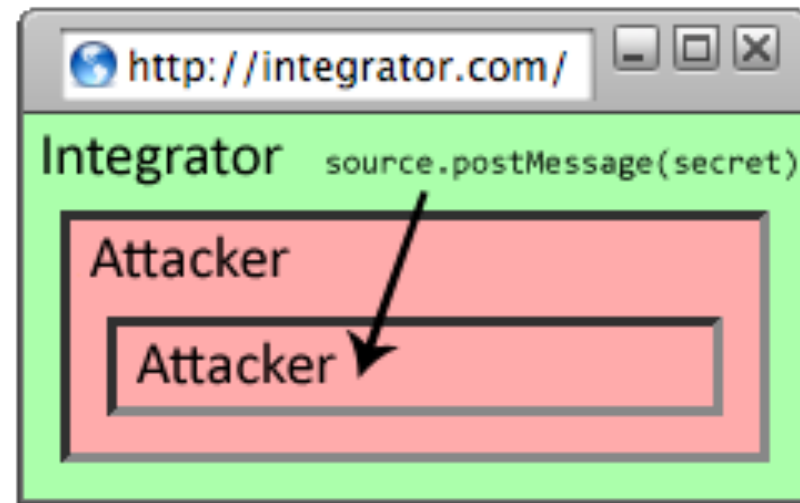 http://integrator.com/
Integrator source.postMessage(secret)
Attacker
Attacker